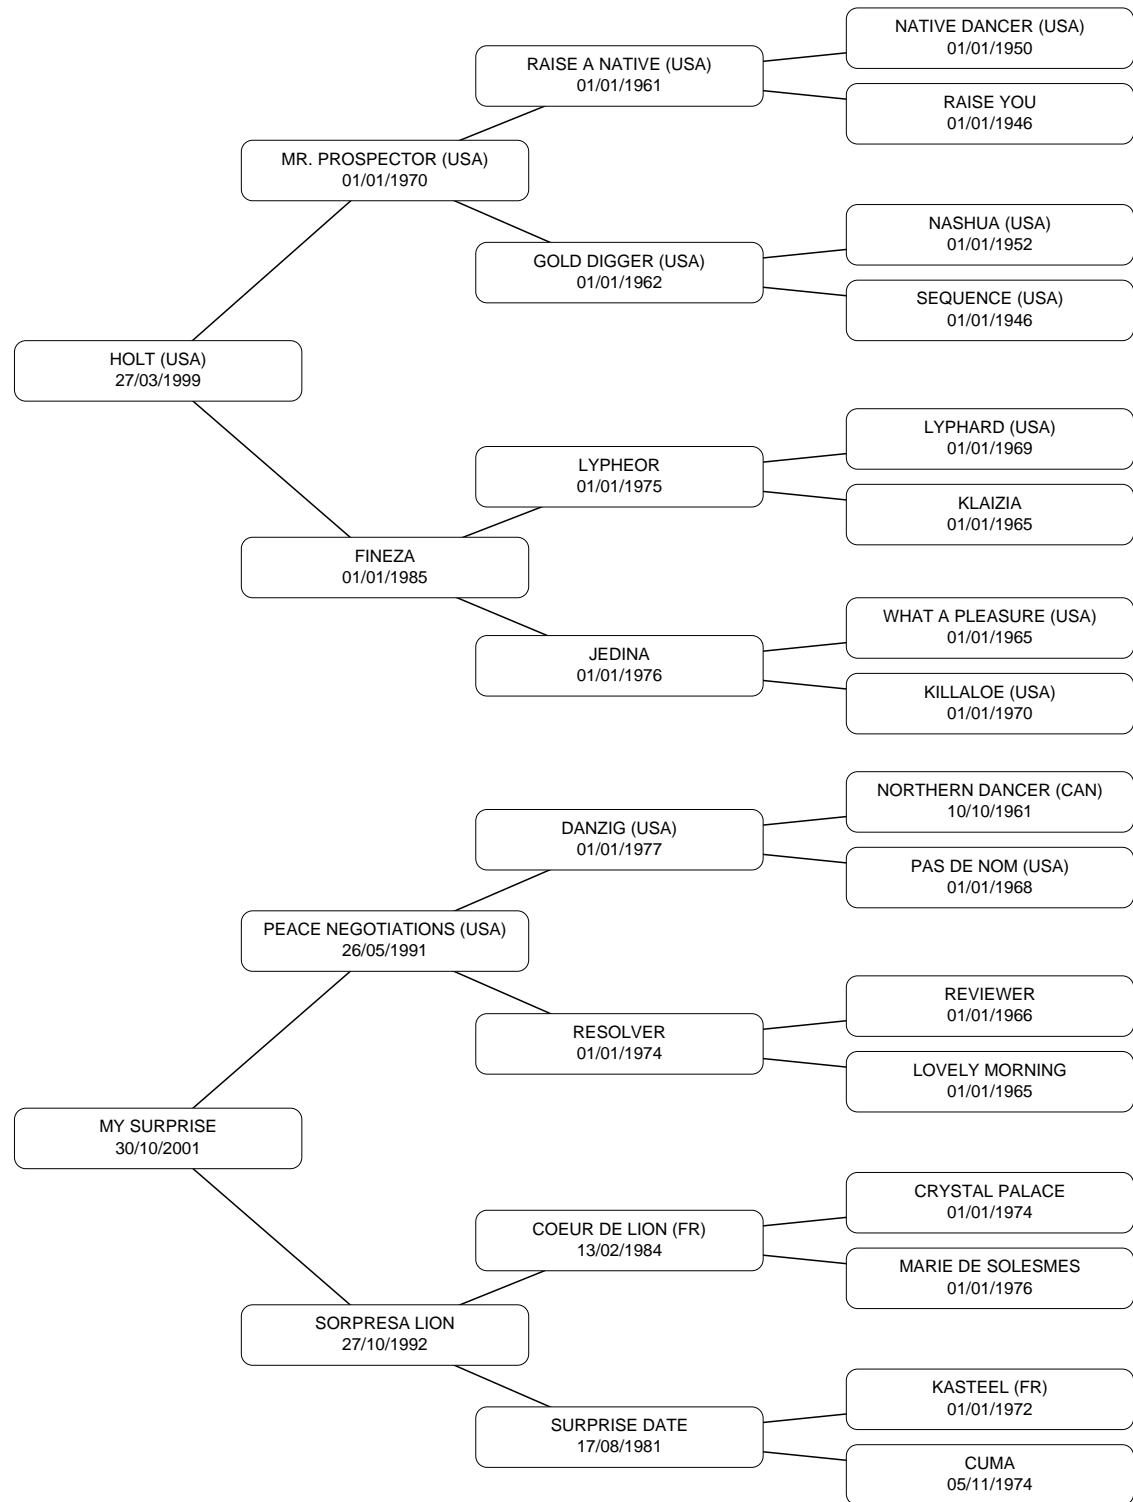 NATIVE DANCER (USA)
01/01/1950
RAISE A NATIVE (USA)
01/01/1961
RAISE YOU
01/01/1946
MR. PROSPECTOR (USA)
01/01/1970
NASHUA (USA)
01/01/1952
GOLD DIGGER (USA)
01/01/1962
SEQUENCE (USA)
01/01/1946
HOLT (USA)
27/03/1999
LYPHARD (USA)
01/01/1969
LYPHEOR
01/01/1975
KLAIZIA
01/01/1965
FINEZA
01/01/1985
WHAT A PLEASURE (USA)
01/01/1965
JEDINA
01/01/1976
KILLALOE (USA)
01/01/1970
NORTHERN DANCER (CAN)
10/10/1961
DANZIG (USA)
01/01/1977
PAS DE NOM (USA)
01/01/1968
PEACE NEGOTIATIONS (USA)
26/05/1991
REVIEWER
01/01/1966
RESOLVER
01/01/1974
LOVELY MORNING
01/01/1965
MY SURPRISE
30/10/2001
CRYSTAL PALACE
01/01/1974
COEUR DE LION (FR)
13/02/1984
MARIE DE SOLESMES
01/01/1976
SORPRESA LION
27/10/1992
KASTEEL (FR)
01/01/1972
SURPRISE DATE
17/08/1981
CUMA
05/11/1974